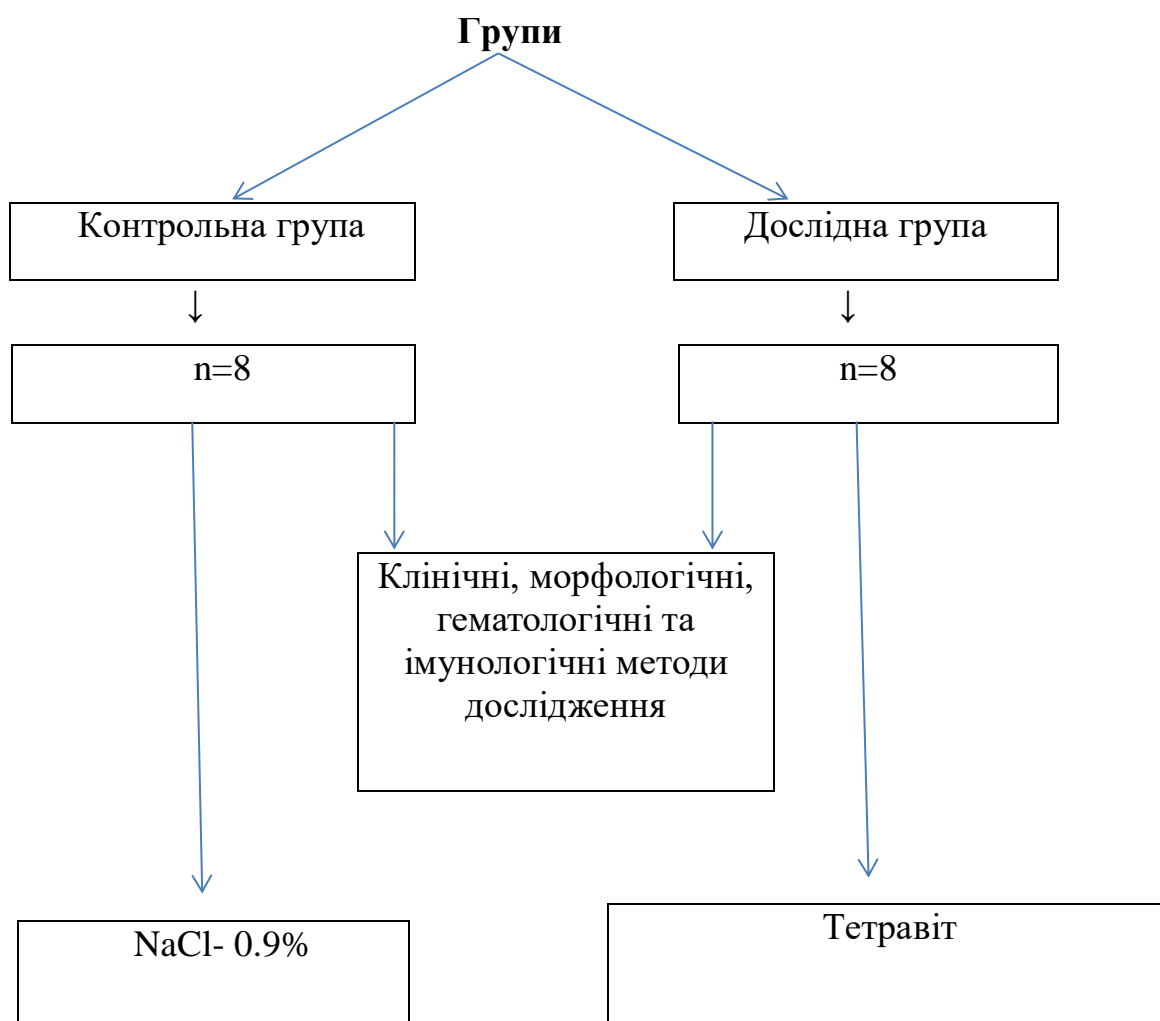 Групи
Контрольна група
Дослідна група
↓
↓
n=8
n=8
Клінічні, морфологічні,
гематологічні та
імунологічні методи
дослідження
NaCl- 0.9%
Тетравіт